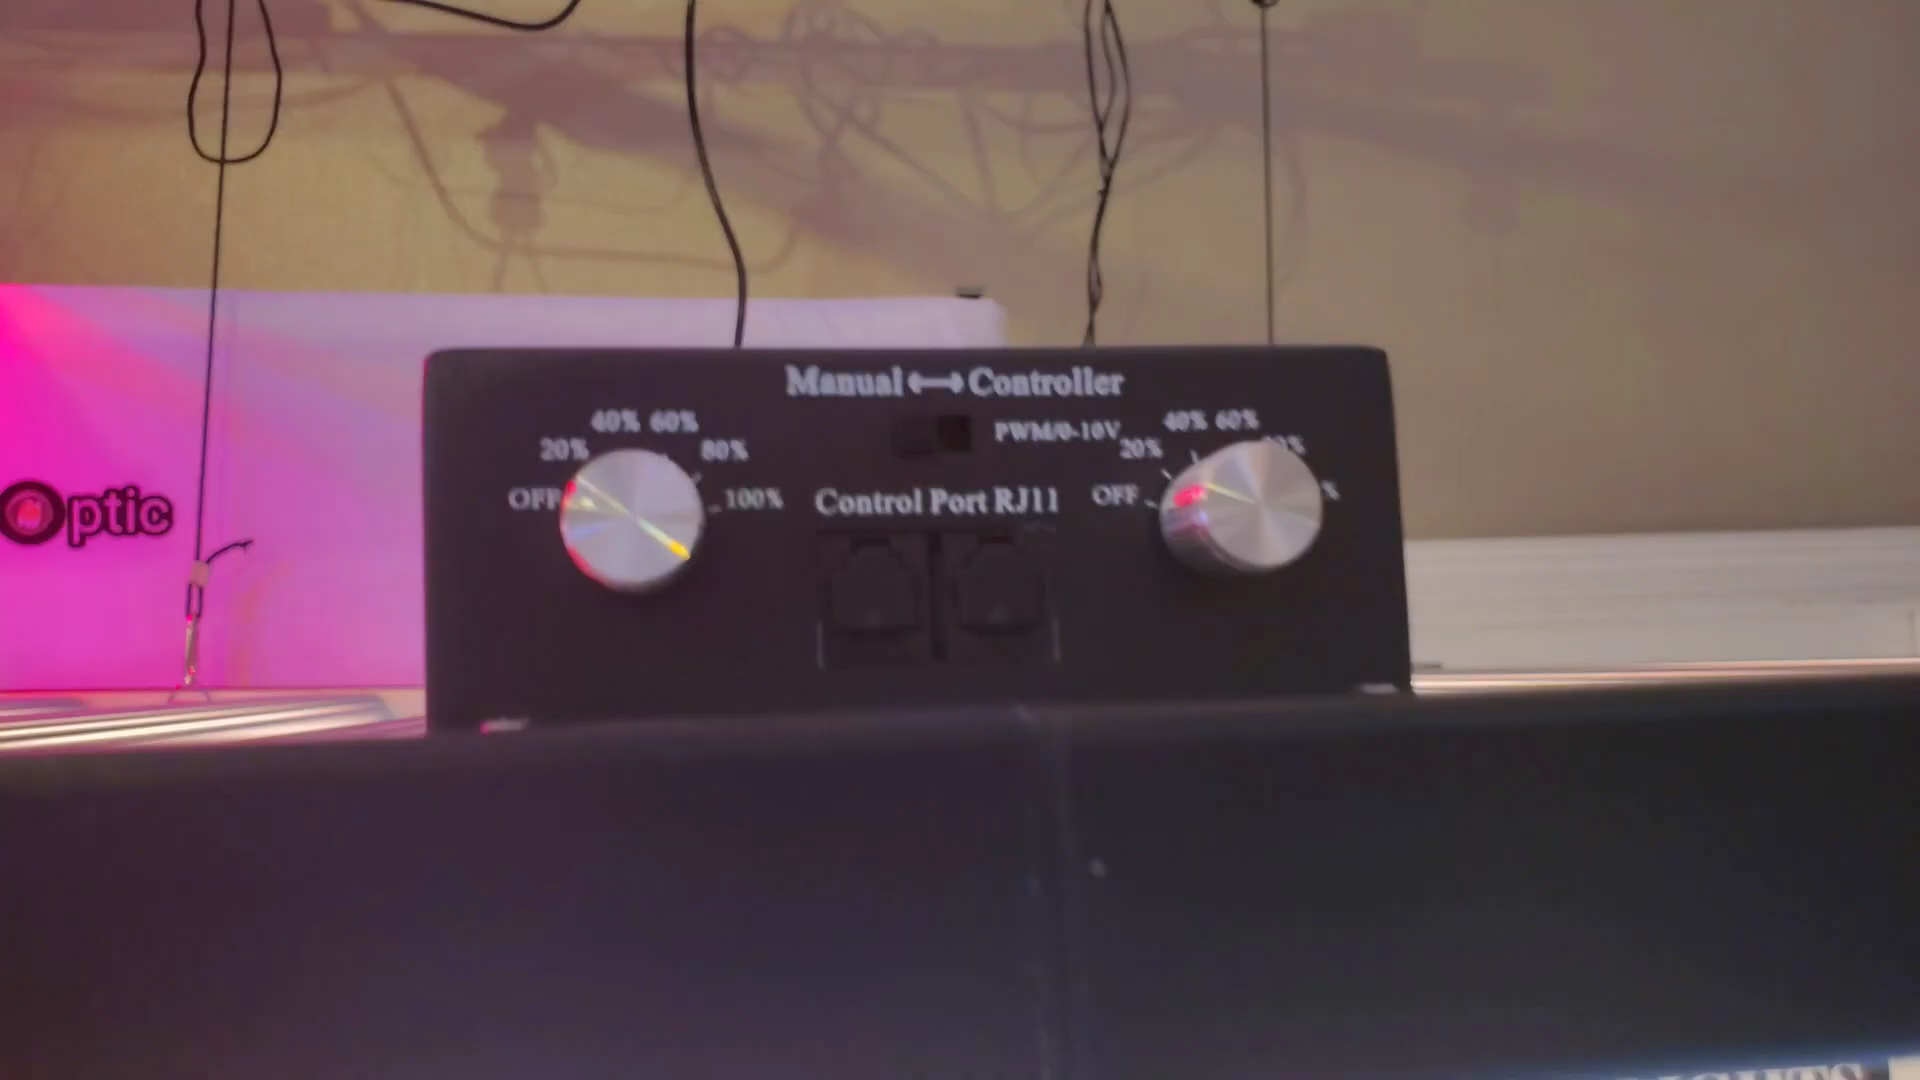 Manual Controller
40% 60%
20% 80%
OFF 100%
PWM/0-10V
Control Port RJ11
40% 60%
20%
OFF %
Optic